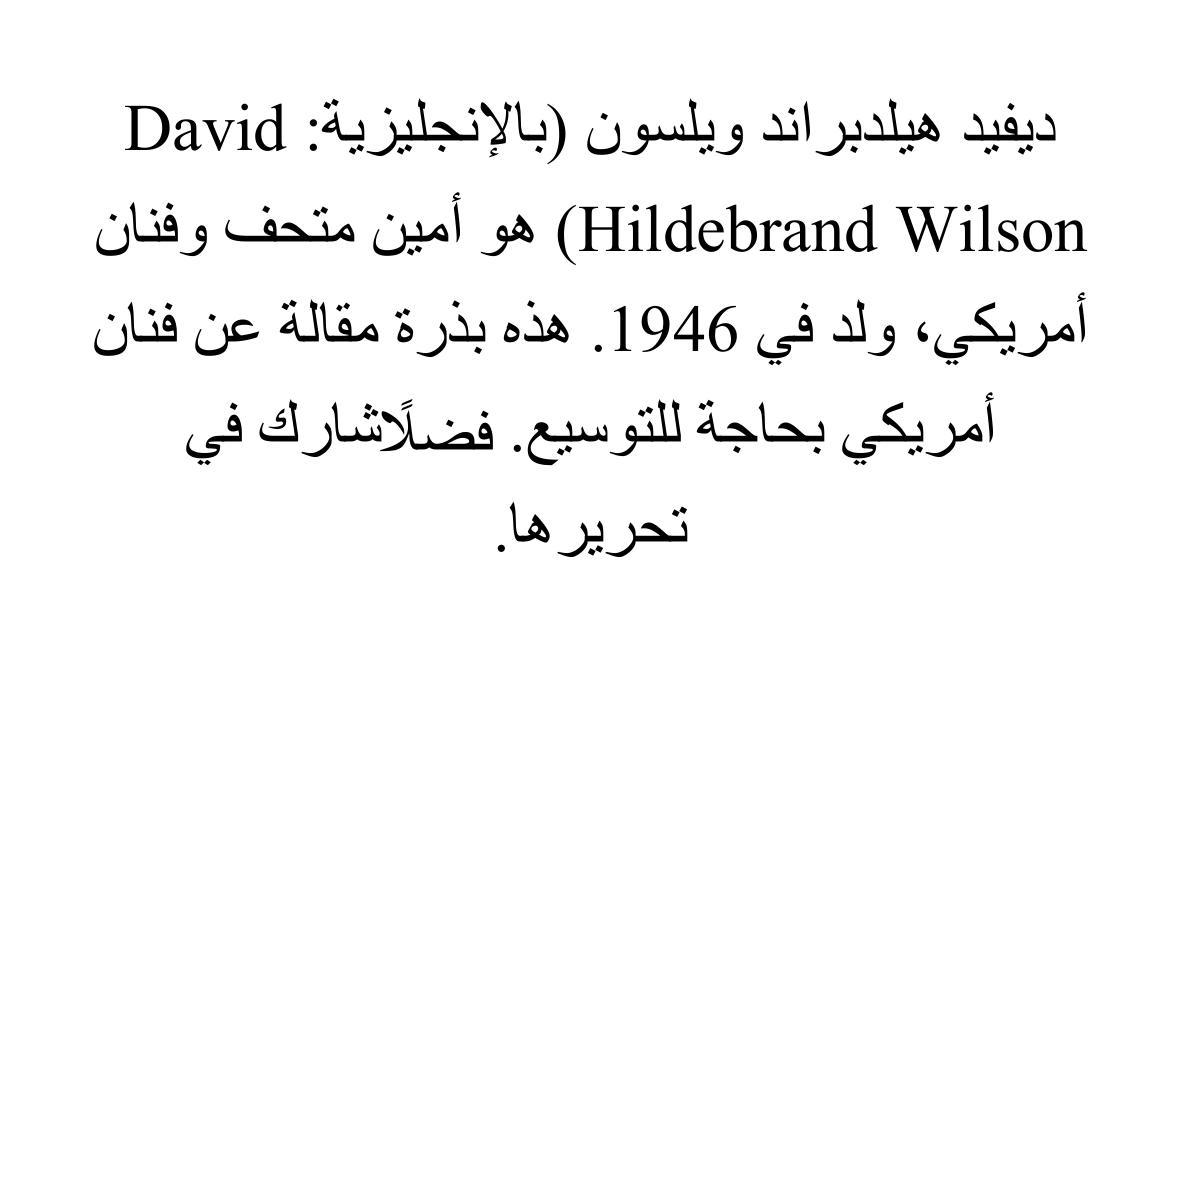 ديفيد هيلدبراند ويلسون (بالإنجليزية: David
Hildebrand Wilson) هو أمين متحف وفنان
أمريكي، ولد في 1946. هذه بذرة مقالة عن فنان
أمريكي بحاجة للتوسيع. فضلًاشارك في
تحريرها.